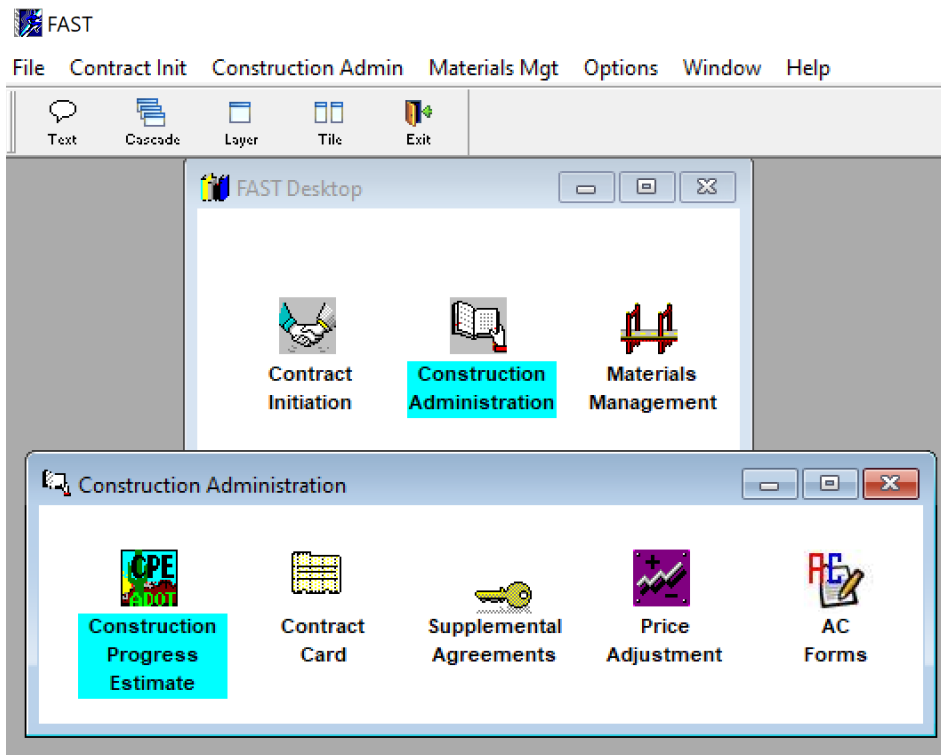 FAST
File Contract Init Construction Admin Materials Mgt Options Window Help
Text Cascade Layer Tile Exit
FAST Desktop
Contract Initiation
Construction Administration
Materials Management
Construction Administration
CPE
ADOT
Construction
Progress
Estimate
Contract
Card
Supplemental
Agreements
Price
Adjustment
AC
AC
Forms